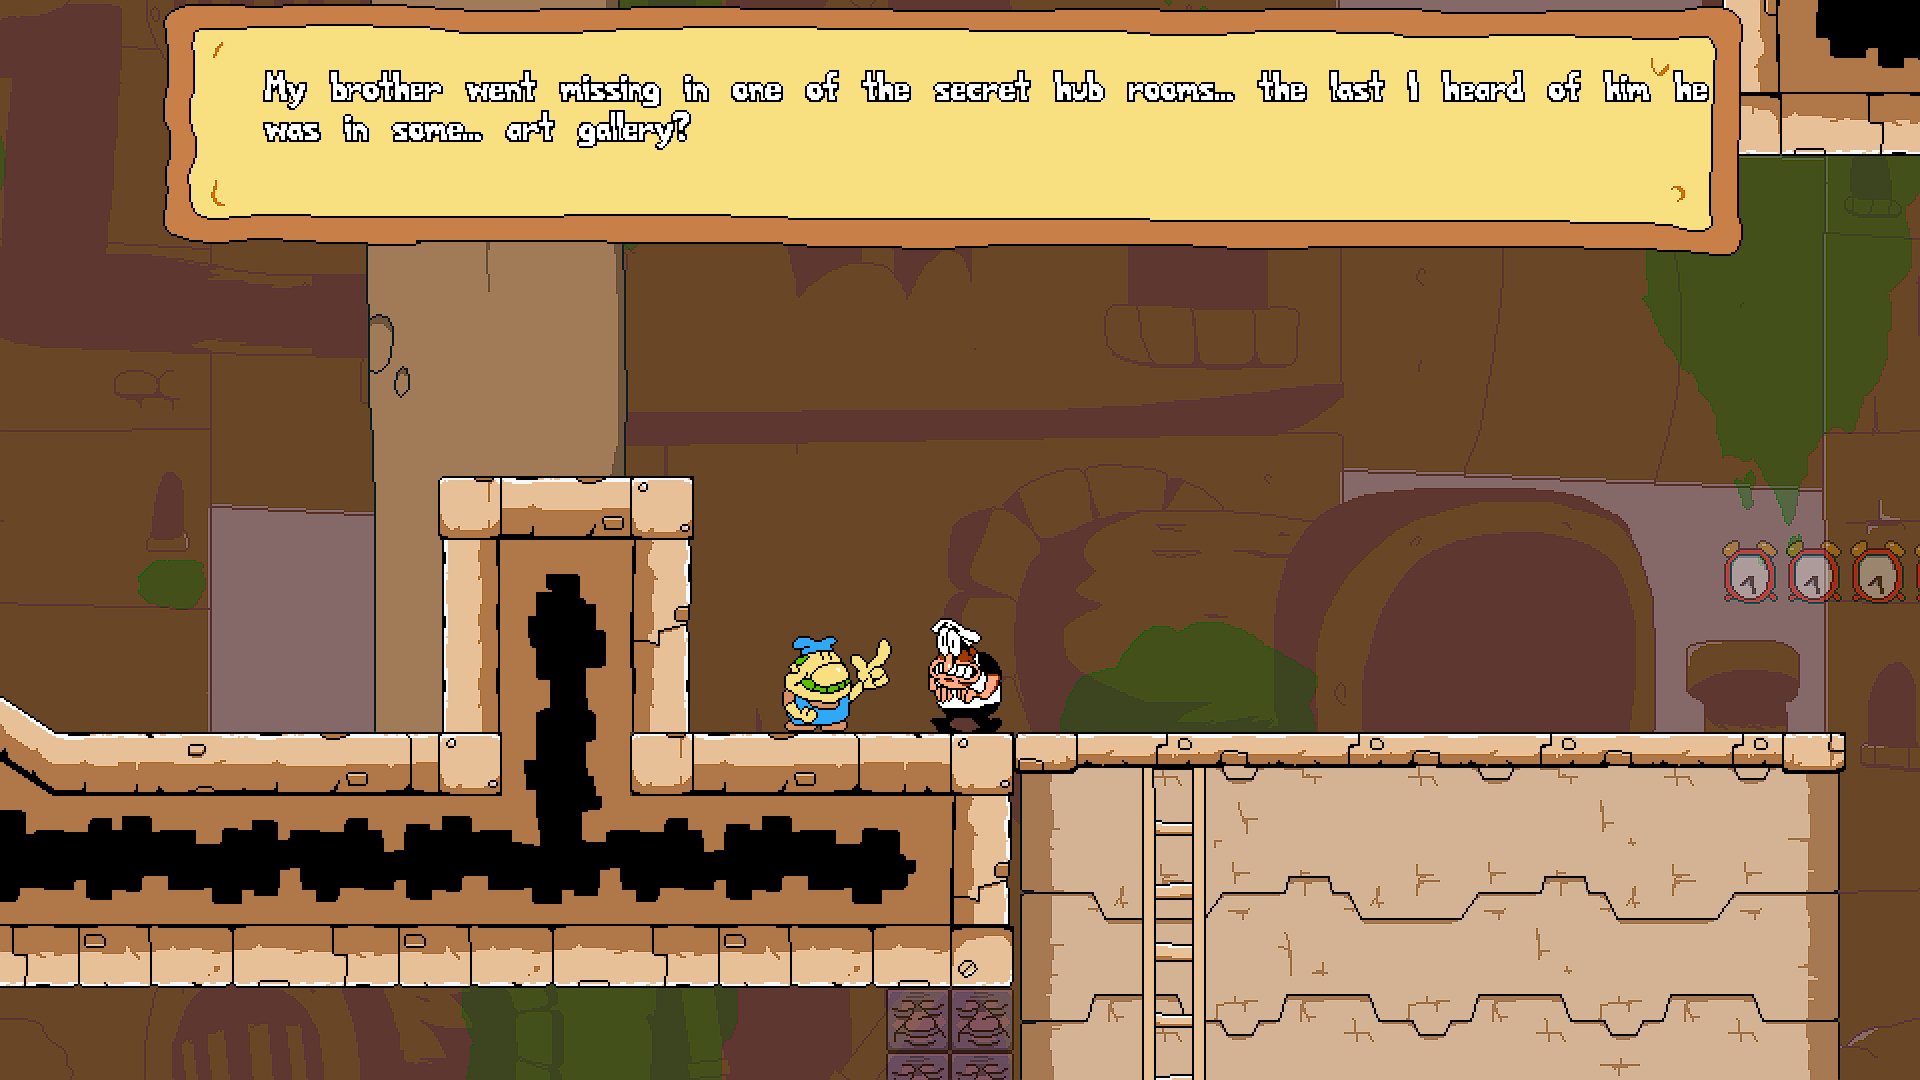 My brother went missing in one of the secret hub rooms... the last I heard of him he
was in some... art gallery?